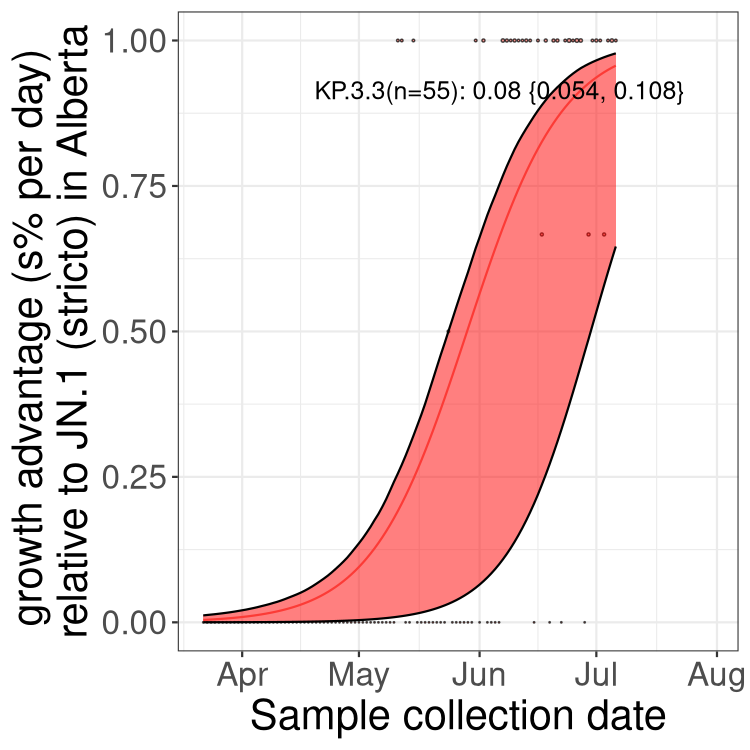 growth advantage (s% per day)
relative to JN.1 (stricto) in Alberta
1.00
0.75
0.50
0.25
0.00
KP.3.3(n=55): 0.08 {0.054, 0.108}
Apr May Jun Jul Aug
Sample collection date